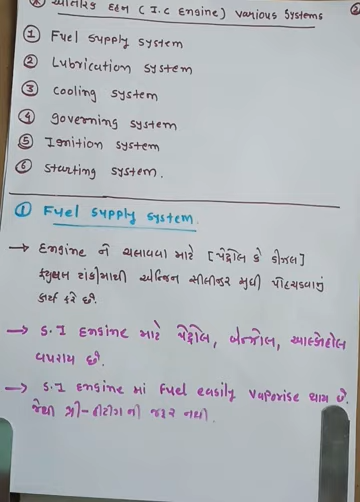 આંતરિક દહન (I.C Engine) various systems
① Fuel supply system
② Lubrication system
③ Cooling system
④ governing system
⑤ Ignition system
⑥ starting system.
① Fuel supply system.
→ Engine ને ચલાવવા માટે [પેટ્રોલ કે ડીઝલ]
ફ્યુઅલ ટાંકીમાંથી એન્જિન સીલીન્ડર સુધી પોહચાડવાનું
કાર્ય કરે છે.
→ S.I Engine માટે પેટ્રોલ, બેન્ઝોલ, આલ્કોહોલ
વપરાય છે.
→ S.I Engine માં Fuel easily vaporise થાય છે.
જેથી પ્રી-હીટીંગ ની જરૂર નથી.